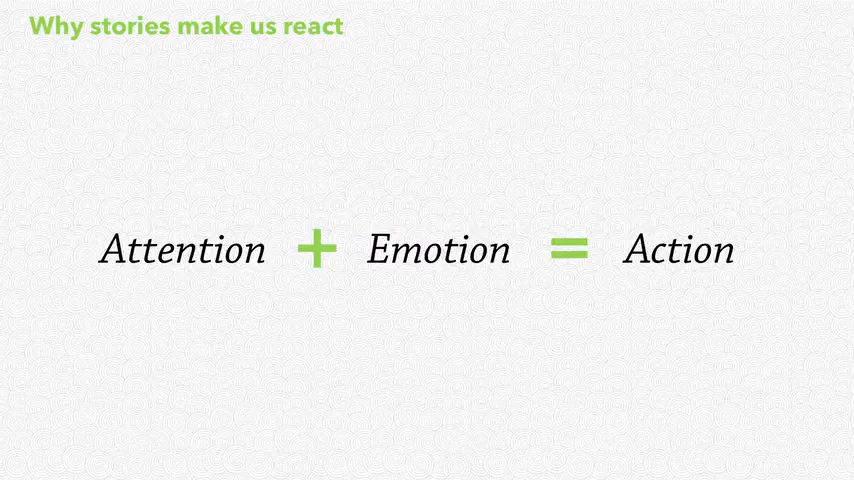 Why stories make us react
Attention + Emotion = Action